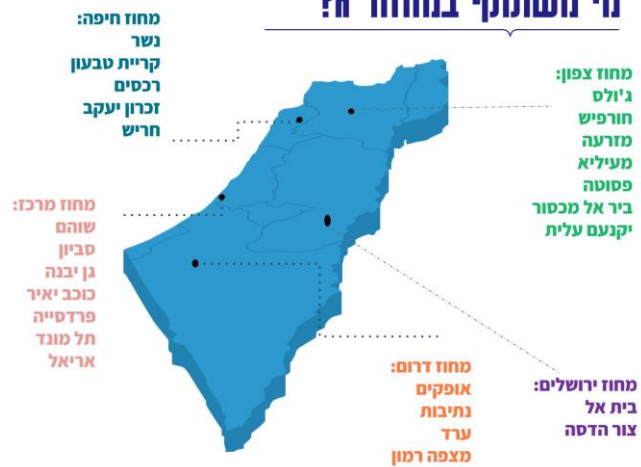 מחוז חיפה:
נשר
קריית טבעון
רכסים
זכרון יעקב
חריש
מחוז צפון:
ג'ולס
חורפיש
מזרעה
מעיליא
פסוטה
ביר אל מכסור
יקנעם עלית
מחוז מרכז:
שוהם
סביון
גן יבנה
כוכב יאיר
פרדסייה
תל מונד
אריאל
מחוז דרום:
אופקים
נתיבות
ערד
מצפה רמון
מחוז ירושלים:
בית אל
צור הדסה